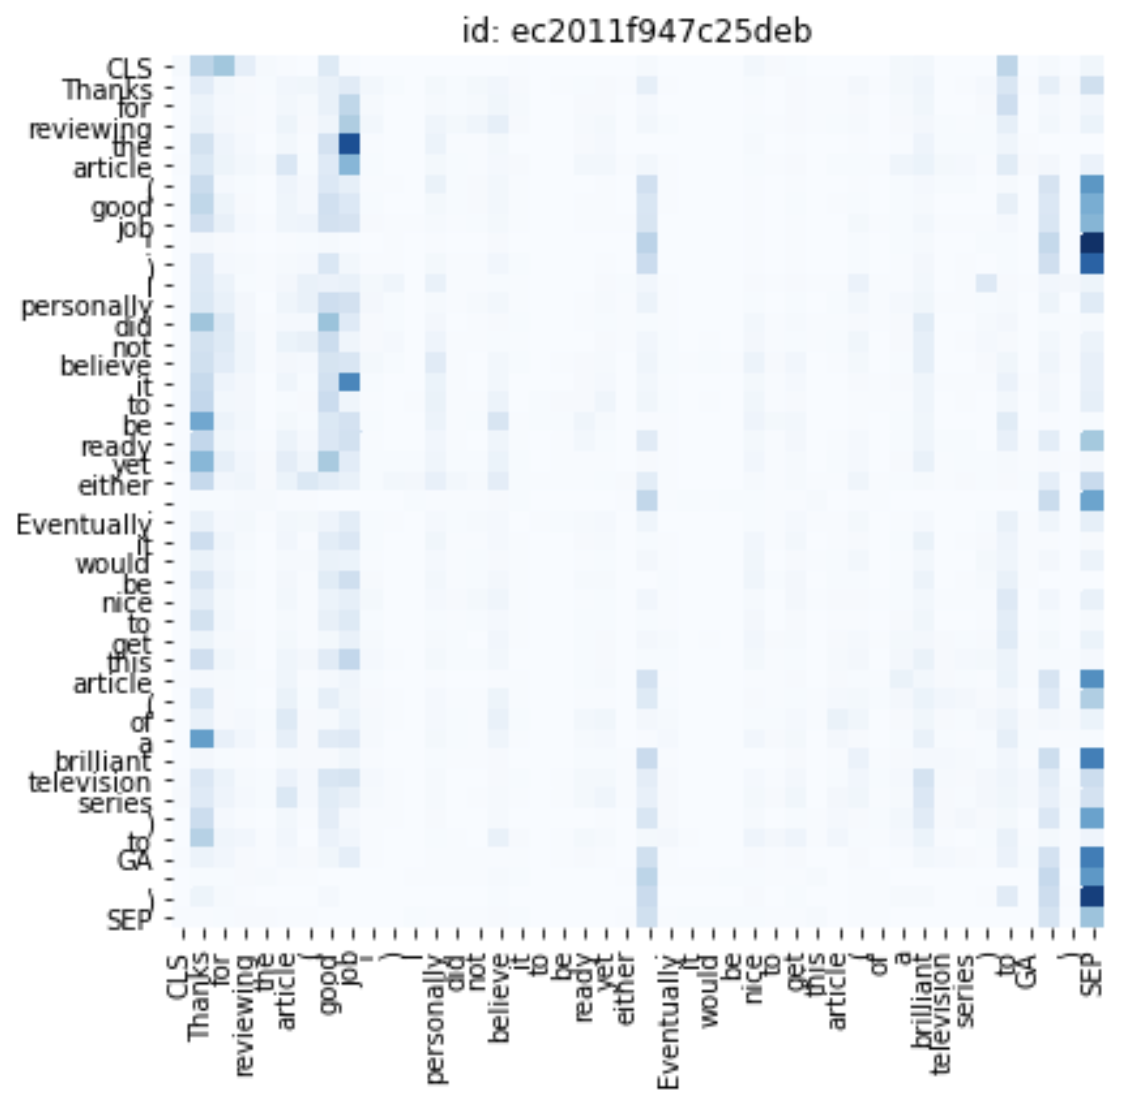 id: ec2011f947c25deb
CLS
Thanks
for
reviewing
the
article
(
good
job
!
)
I
personally
did
not
believe
it
to
be
ready
yet
either
Eventually
it
would
be
nice
to
get
this
article
(
of
a
brilliant
television
series
)
to
GA
)
SEP
CLS
Thanks
for
reviewing
the
article
(
good
job
!
)
I
personally
did
not
believe
it
to
be
ready
yet
either
Eventually
it
would
be
nice
to
get
this
article
(
of
a
brilliant
television
series
)
to
GA
)
SEP